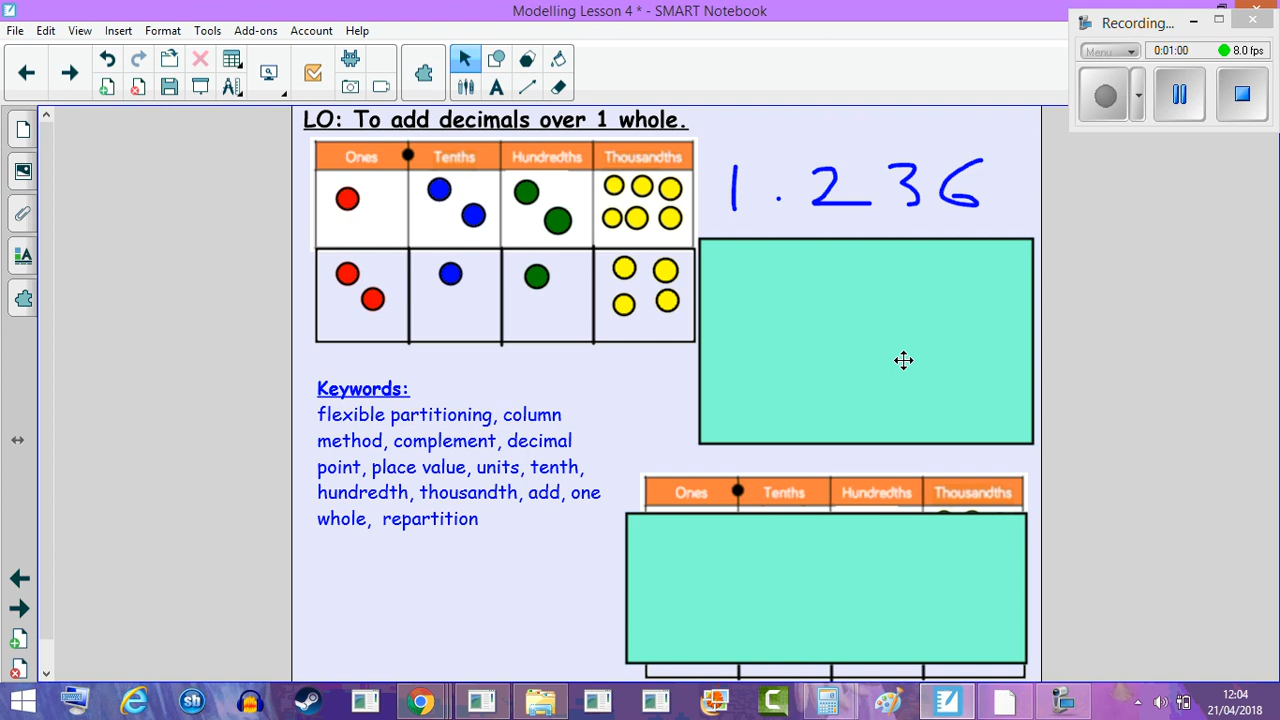 Modelling Lesson 4 * - SMART Notebook
File Edit View Insert Format Tools Add-ons Account Help
Recording...
Menu 0:01:00 8.0 fps
LO: To add decimals over 1 whole.
Ones Tenths Hundredths Thousandths
1.236
Keywords:
flexible partitioning, column
method, complement, decimal
point, place value, units, tenth,
hundredth, thousandth, add, one
whole, repartition
Ones Tenths Hundredths Thousandths
sb
12:04
21/04/2018